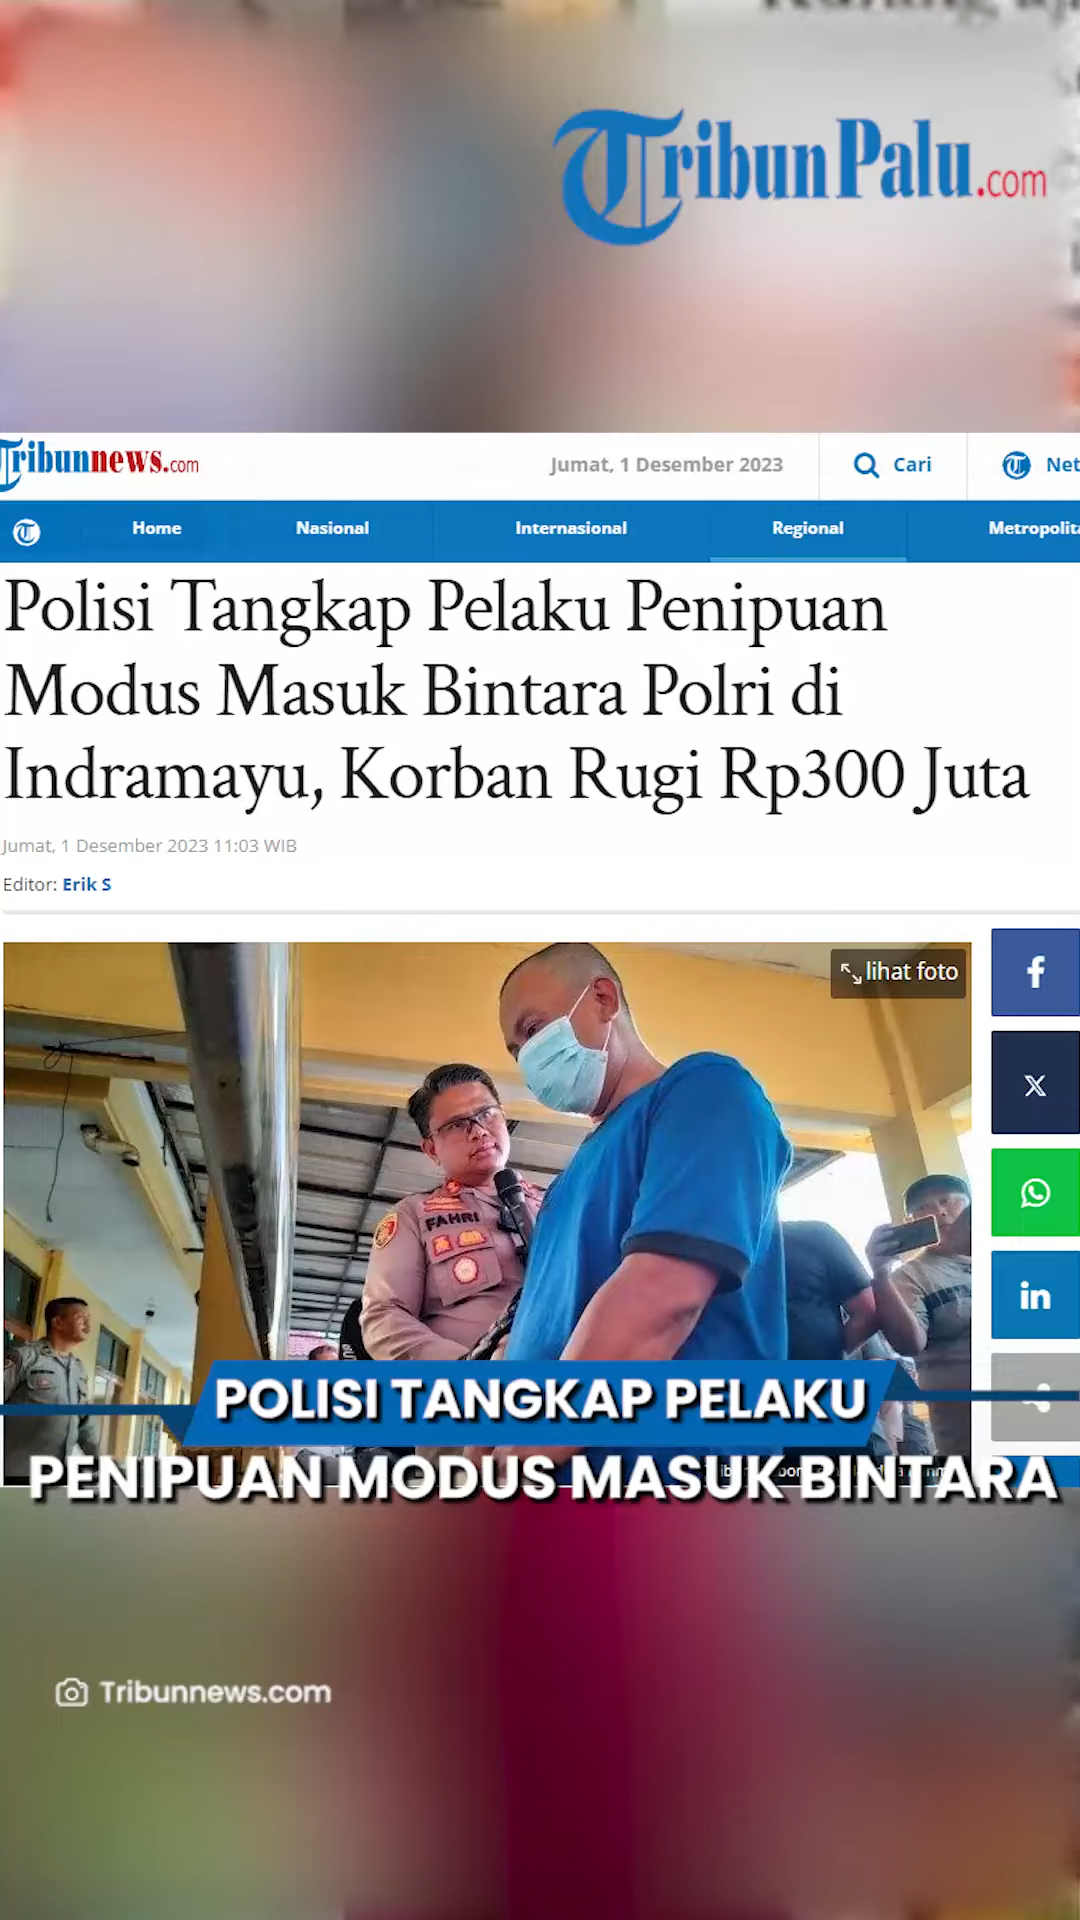 TribunPalu.com
Tribunnews.com
Jumat, 1 Desember 2023
Cari
Home
Nasional
Internasional
Regional
Polisi Tangkap Pelaku Penipuan
Modus Masuk Bintara Polri di
Indramayu, Korban Rugi Rp300 Juta
Jumat, 1 Desember 2023 11:03 WIB
Editor: Erik S
lihat foto
FAHRI
POLISI TANGKAP PELAKU
PENIPUAN MODUS MASUK BINTARA
Tribunnews.com